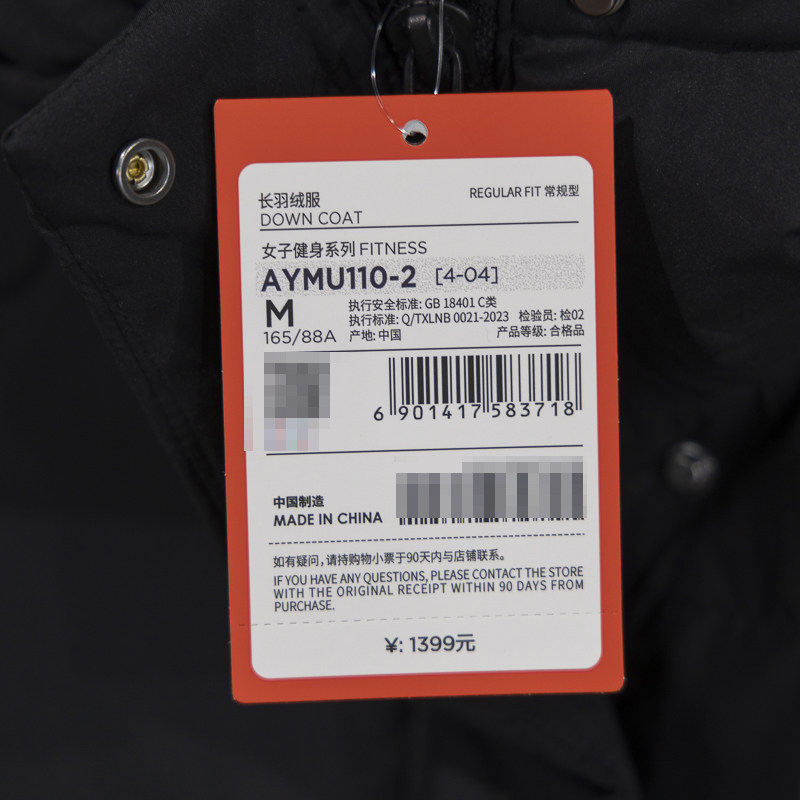 长羽绒服
DOWN COAT
REGULAR FIT 常规型
女子健身系列 FITNESS
AYMU110-2 [4-04]
M
165/88A
执行安全标准: GB 18401 C类
执行标准: Q/TXLNB 0021-2023 检验员: 检02
产地: 中国 产品等级: 合格品
6 901417 583718
中国制造
MADE IN CHINA
如有疑问，请持购物小票于90天内与店铺联系。
IF YOU HAVE ANY QUESTIONS, PLEASE CONTACT THE STORE
WITH THE ORIGINAL RECEIPT WITHIN 90 DAYS FROM
PURCHASE.
¥: 1399元